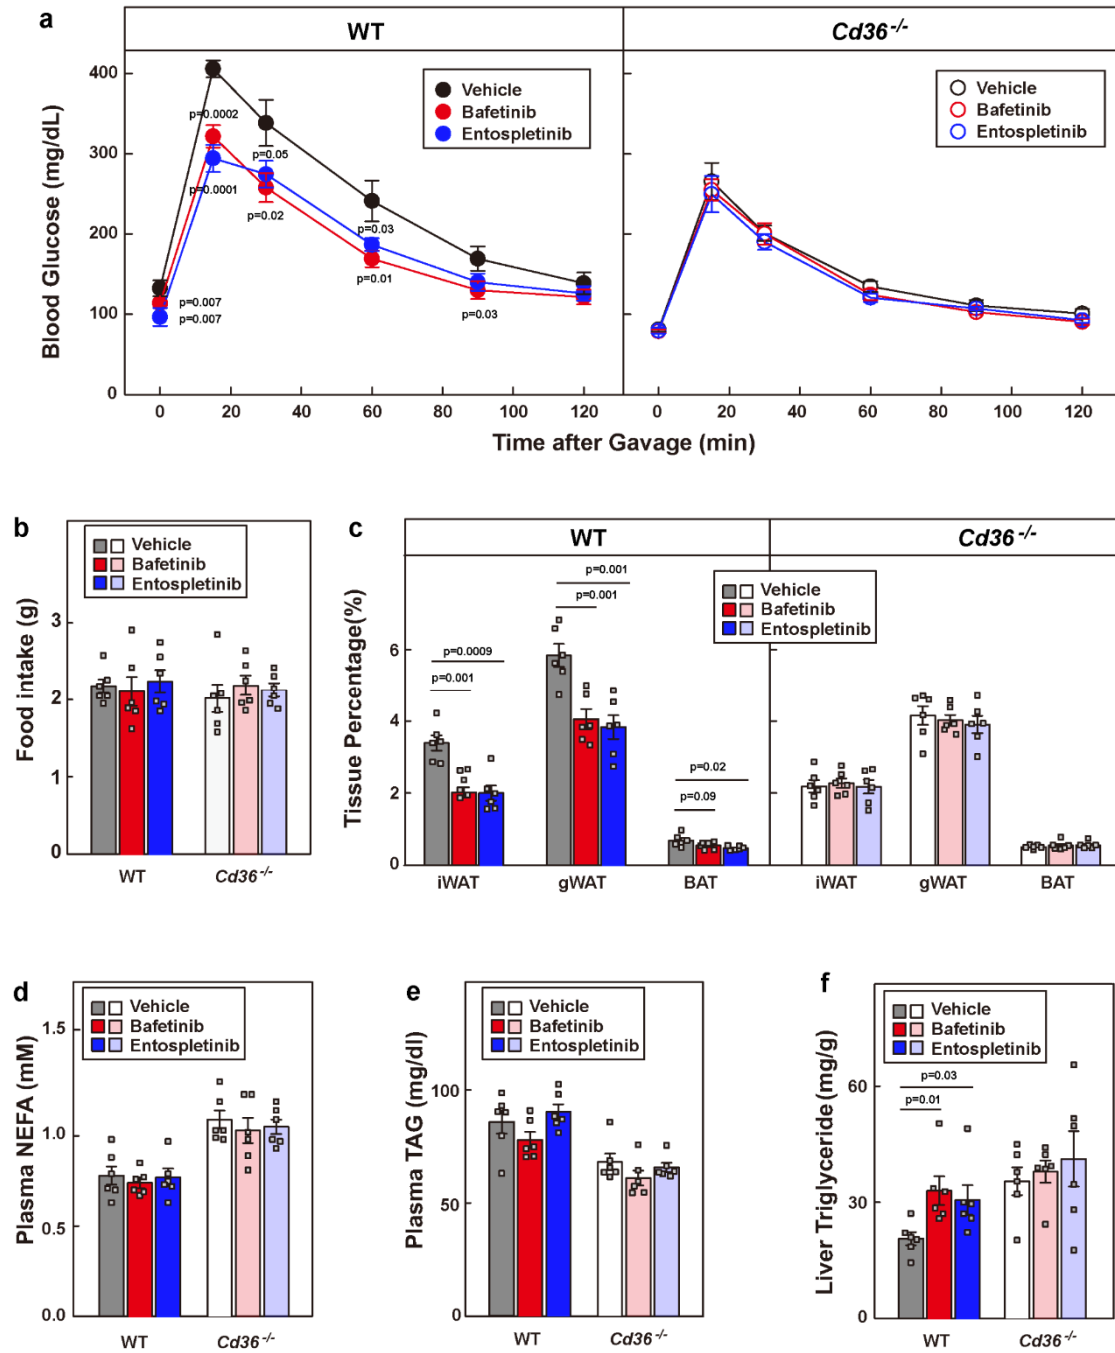 a
WT
Cd36-/-
Blood Glucose (mg/dL)
400
300
200
100
0
Vehicle
Bafetinib
Entospletinib
p=0.0002
p=0.05
p=0.0001
p=0.02
p=0.03
p=0.01
p=0.007
p=0.007
p=0.03
Vehicle
Bafetinib
Entospletinib
0 20 40 60 80 100 120
0 20 40 60 80 100 120
Time after Gavage (min)
b
Food intake (g)
3
2
1
0
Vehicle
Bafetinib
Entospletinib
WT
Cd36-/-
c
WT
Cd36-/-
Tissue Percentage(%)
6
4
2
0
Vehicle
Bafetinib
Entospletinib
p=0.001
p=0.001
p=0.0009
p=0.001
p=0.02
p=0.09
iWAT gWAT BAT
iWAT gWAT BAT
d
Plasma NEFA (mM)
1.5
1.0
0.5
0.0
Vehicle
Bafetinib
Entospletinib
WT
Cd36-/-
e
Plasma TAG (mg/dl)
100
50
0
Vehicle
Bafetinib
Entospletinib
WT
Cd36-/-
f
Liver Triglyceride (mg/g)
60
30
0
Vehicle
Bafetinib
Entospletinib
p=0.03
p=0.01
WT
Cd36-/-